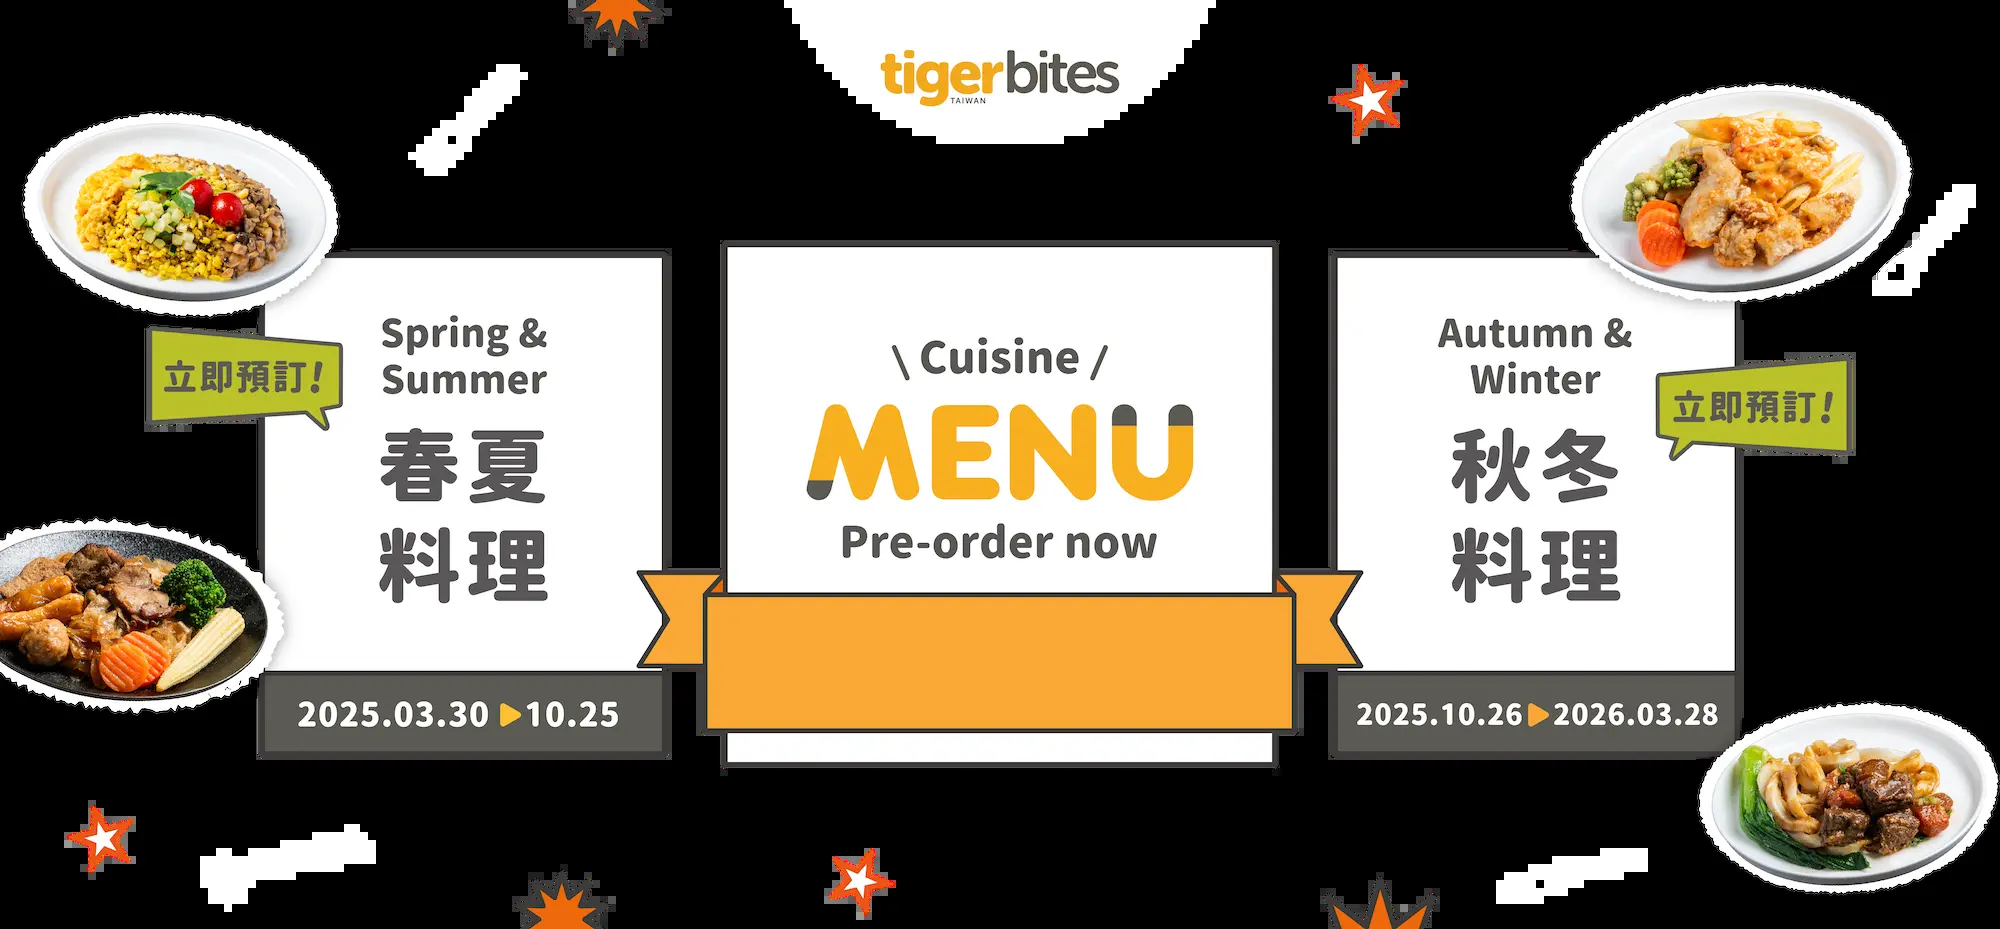 tigerbites
TAIWAN
Spring &
Summer
春夏
料理
立即預訂!
2025.03.30 ▶ 10.25
\ Cuisine /
MENU
Pre-order now
Autumn &
Winter
秋冬
料理
立即預訂!
2025.10.26 ▶ 2026.03.28